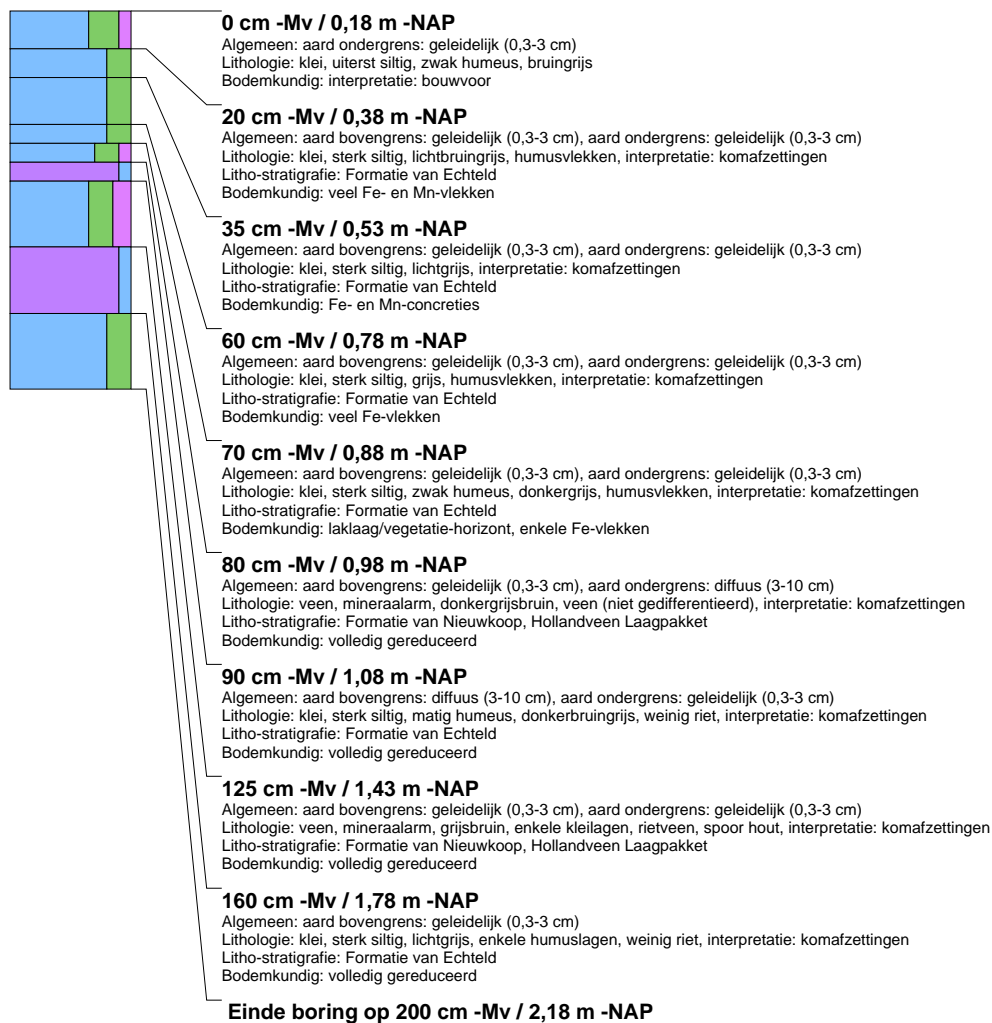 0 cm -Mv / 0,18 m -NAP
Algemeen: aard ondergrens: geleidelijk (0,3-3 cm)
Lithologie: klei, uiterst siltig, zwak humeus, bruingrijs
Bodemkundig: interpretatie: bouwvoor
20 cm -Mv / 0,38 m -NAP
Algemeen: aard bovengrens: geleidelijk (0,3-3 cm), aard ondergrens: geleidelijk (0,3-3 cm)
Lithologie: klei, sterk siltig, lichtbruingrijs, humusvlekken, interpretatie: komafzettingen
Litho-stratigrafie: Formatie van Echteld
Bodemkundig: veel Fe- en Mn-vlekken
35 cm -Mv / 0,53 m -NAP
Algemeen: aard bovengrens: geleidelijk (0,3-3 cm), aard ondergrens: geleidelijk (0,3-3 cm)
Lithologie: klei, sterk siltig, lichtgrijs, interpretatie: komafzettingen
Litho-stratigrafie: Formatie van Echteld
Bodemkundig: Fe- en Mn-concreties
60 cm -Mv / 0,78 m -NAP
Algemeen: aard bovengrens: geleidelijk (0,3-3 cm), aard ondergrens: geleidelijk (0,3-3 cm)
Lithologie: klei, sterk siltig, grijs, humusvlekken, interpretatie: komafzettingen
Litho-stratigrafie: Formatie van Echteld
Bodemkundig: veel Fe-vlekken
70 cm -Mv / 0,88 m -NAP
Algemeen: aard bovengrens: geleidelijk (0,3-3 cm), aard ondergrens: geleidelijk (0,3-3 cm)
Lithologie: klei, sterk siltig, zwak humeus, donkergrijs, humusvlekken, interpretatie: komafzettingen
Litho-stratigrafie: Formatie van Echteld
Bodemkundig: laklaag/vegetatie-horizont, enkele Fe-vlekken
80 cm -Mv / 0,98 m -NAP
Algemeen: aard bovengrens: geleidelijk (0,3-3 cm), aard ondergrens: diffuus (3-10 cm)
Lithologie: veen, mineraalarm, donkergrijsbruin, veen (niet gedifferentieerd), interpretatie: komafzettingen
Litho-stratigrafie: Formatie van Nieuwkoop, Hollandveen Laagpakket
Bodemkundig: volledig gereduceerd
90 cm -Mv / 1,08 m -NAP
Algemeen: aard bovengrens: diffuus (3-10 cm), aard ondergrens: geleidelijk (0,3-3 cm)
Lithologie: klei, sterk siltig, matig humeus, donkerbruingrijs, weinig riet, interpretatie: komafzettingen
Litho-stratigrafie: Formatie van Echteld
Bodemkundig: volledig gereduceerd
125 cm -Mv / 1,43 m -NAP
Algemeen: aard bovengrens: geleidelijk (0,3-3 cm), aard ondergrens: geleidelijk (0,3-3 cm)
Lithologie: veen, mineraalarm, grijsbruin, enkele kleilagen, rietveen, spoor hout, interpretatie: komafzettingen
Litho-stratigrafie: Formatie van Nieuwkoop, Hollandveen Laagpakket
Bodemkundig: volledig gereduceerd
160 cm -Mv / 1,78 m -NAP
Algemeen: aard bovengrens: geleidelijk (0,3-3 cm)
Lithologie: klei, sterk siltig, lichtgrijs, enkele humuslagen, weinig riet, interpretatie: komafzettingen
Litho-stratigrafie: Formatie van Echteld
Bodemkundig: volledig gereduceerd
Einde boring op 200 cm -Mv / 2,18 m -NAP